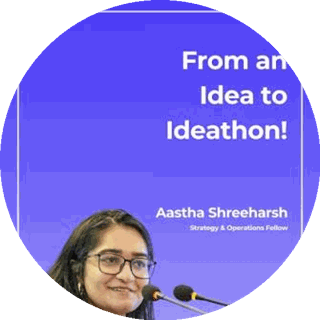 From an
Idea to
Ideathon!
Aastha Shreeharsh
Strategy & Operations Fellow